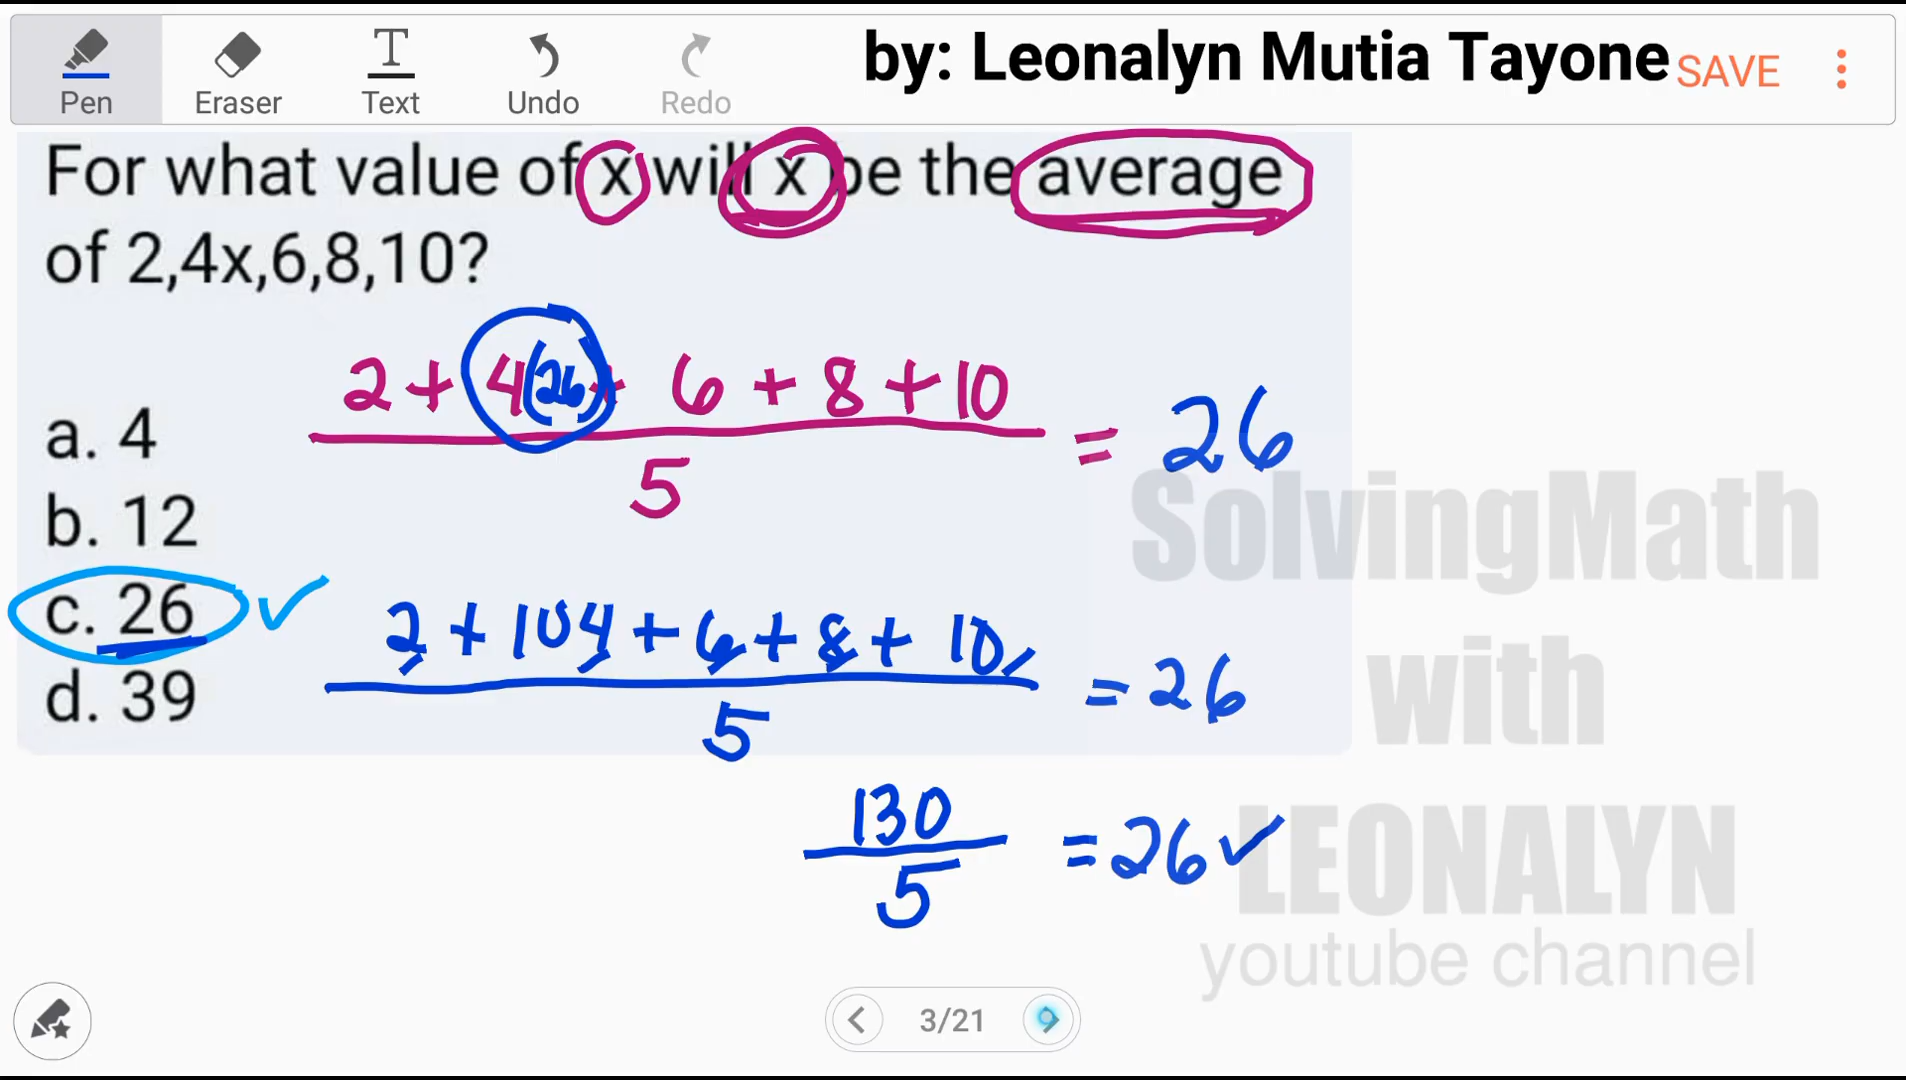 by: Leonalyn Mutia Tayone
SAVE
Pen
Eraser
Text
Undo
Redo
For what value of x will x be the average
of 2,4x,6,8,10?
2 + 4(26) + 6 + 8 + 10
5
= 26
a. 4
b. 12
c. 26
d. 39
2 + 104 + 6 + 8 + 10
5
= 26
130
5
= 26
SolvingMath
with
LEONALYN
youtube channel
3/21